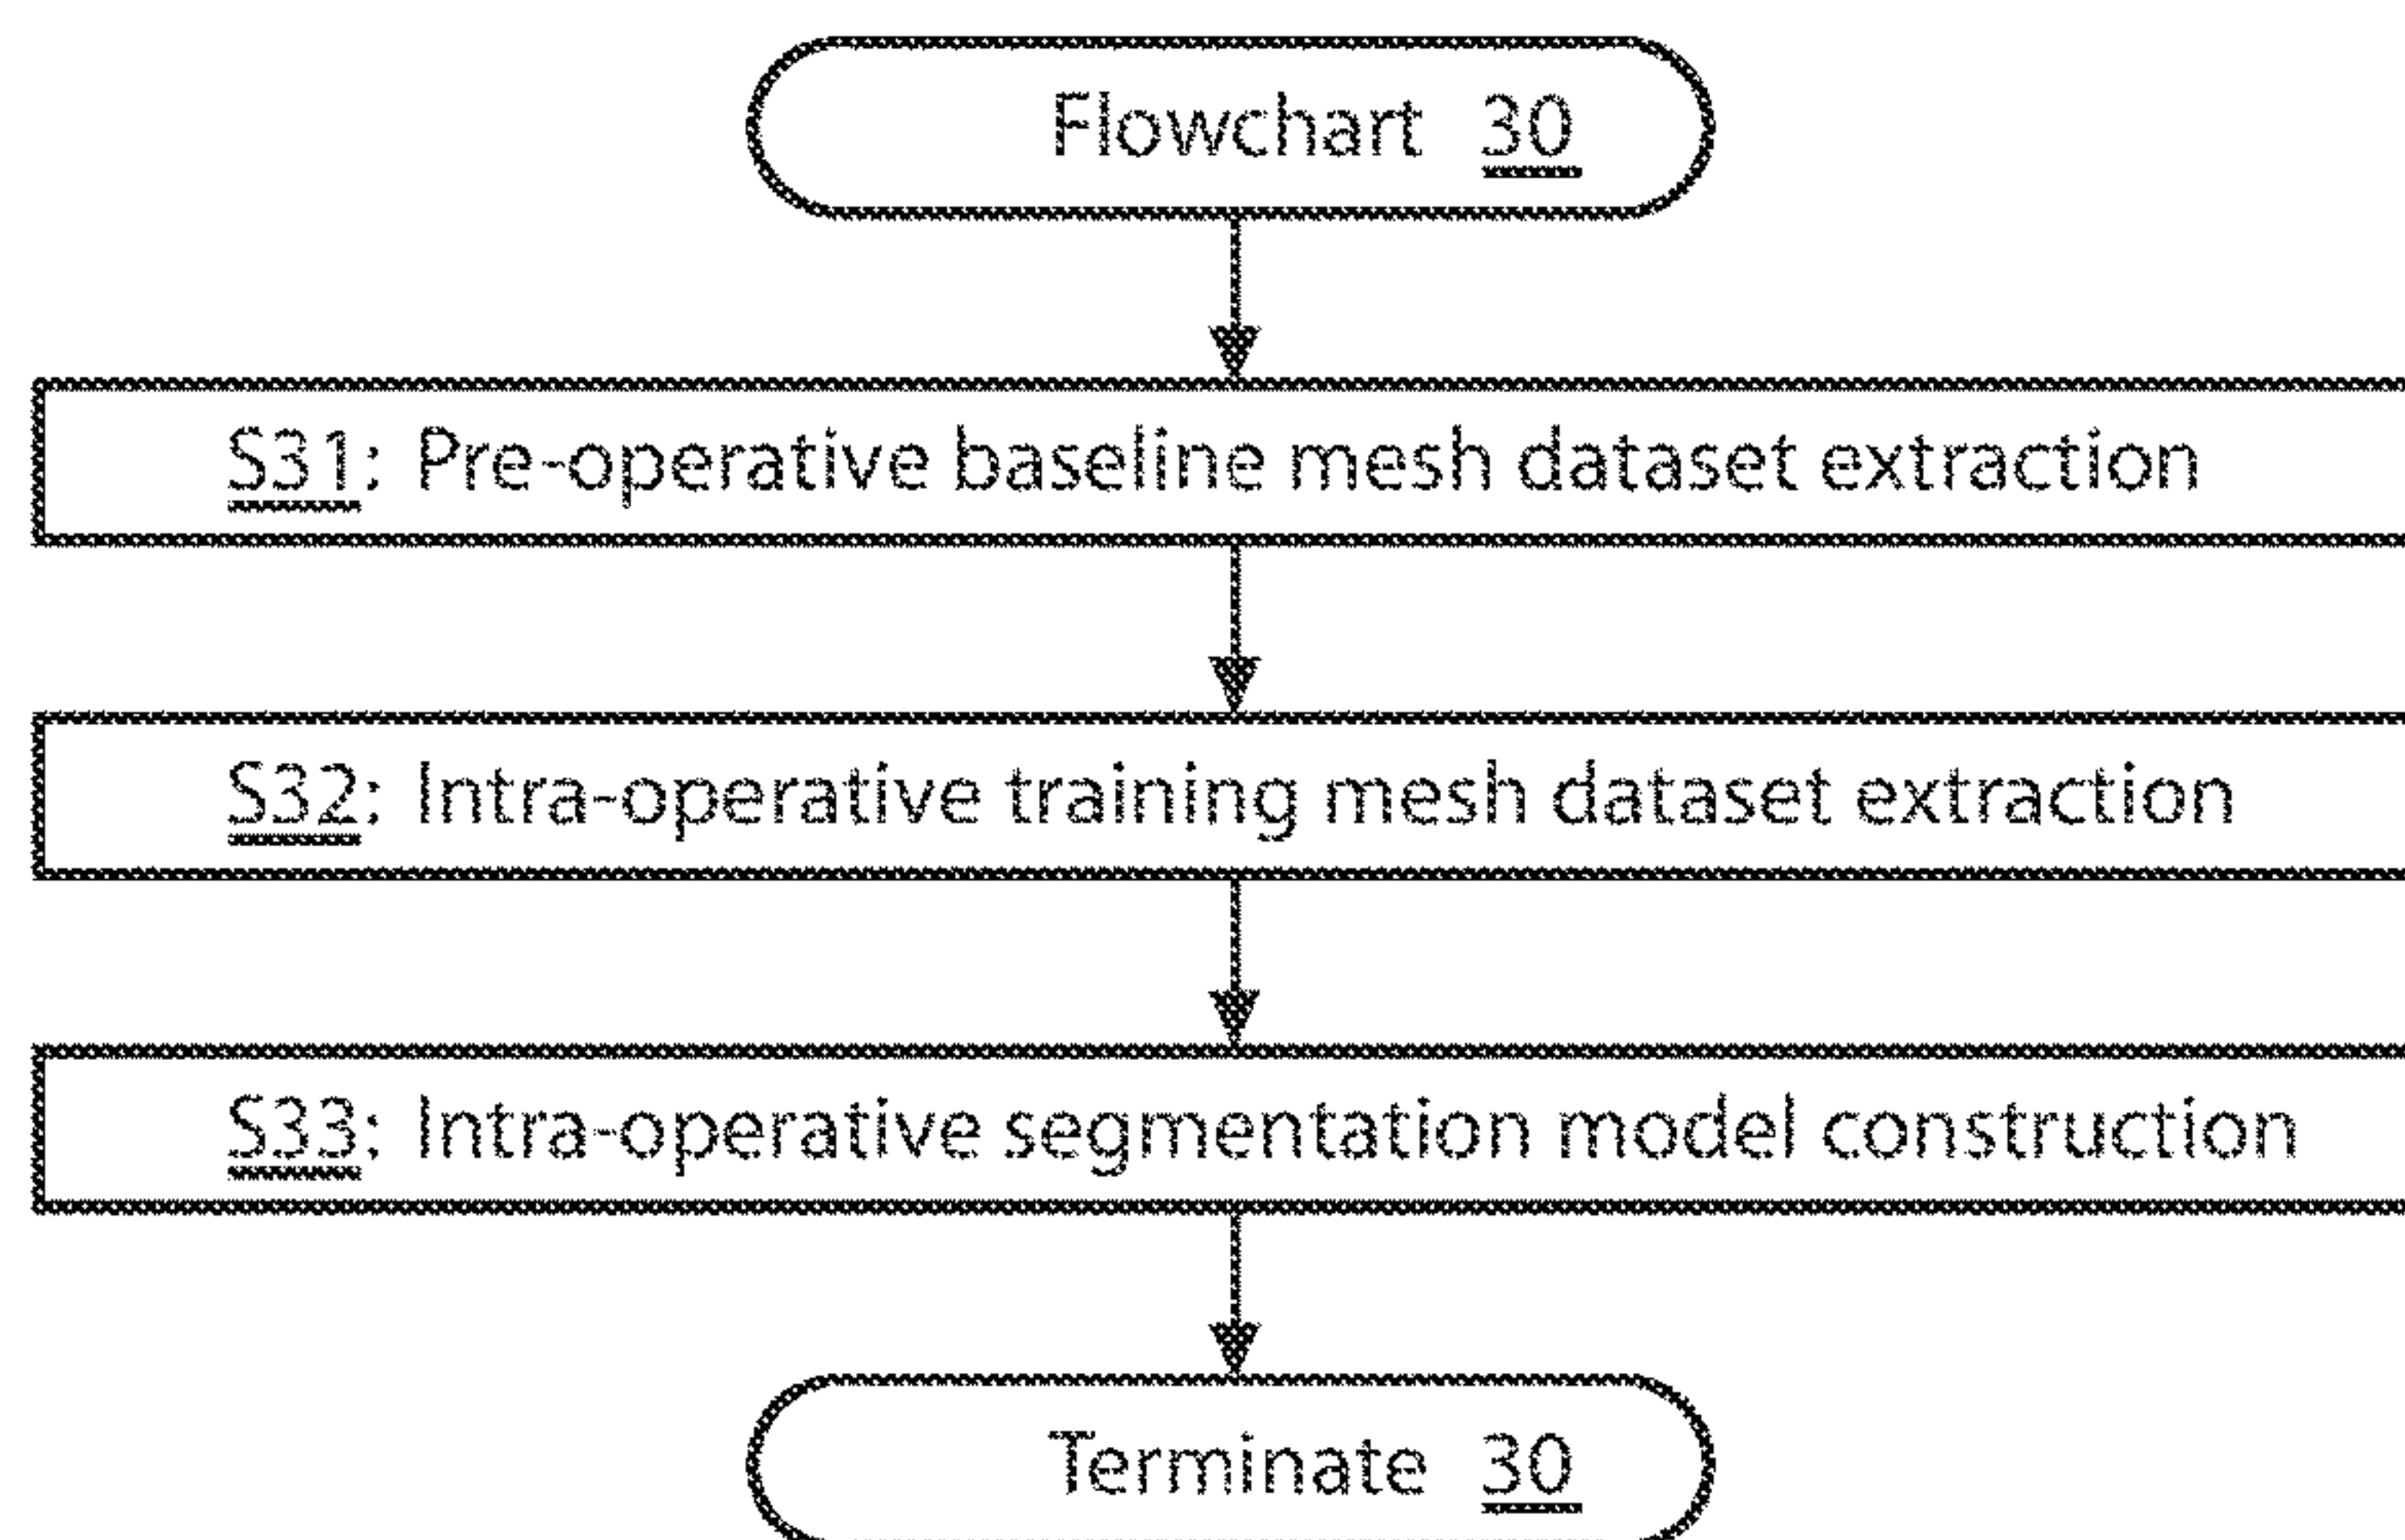 Flowchart 30
S31: Pre-operative baseline mesh dataset extraction
S32: Intra-operative training mesh dataset extraction
S33: Intra-operative segmentation model construction
Terminate 30